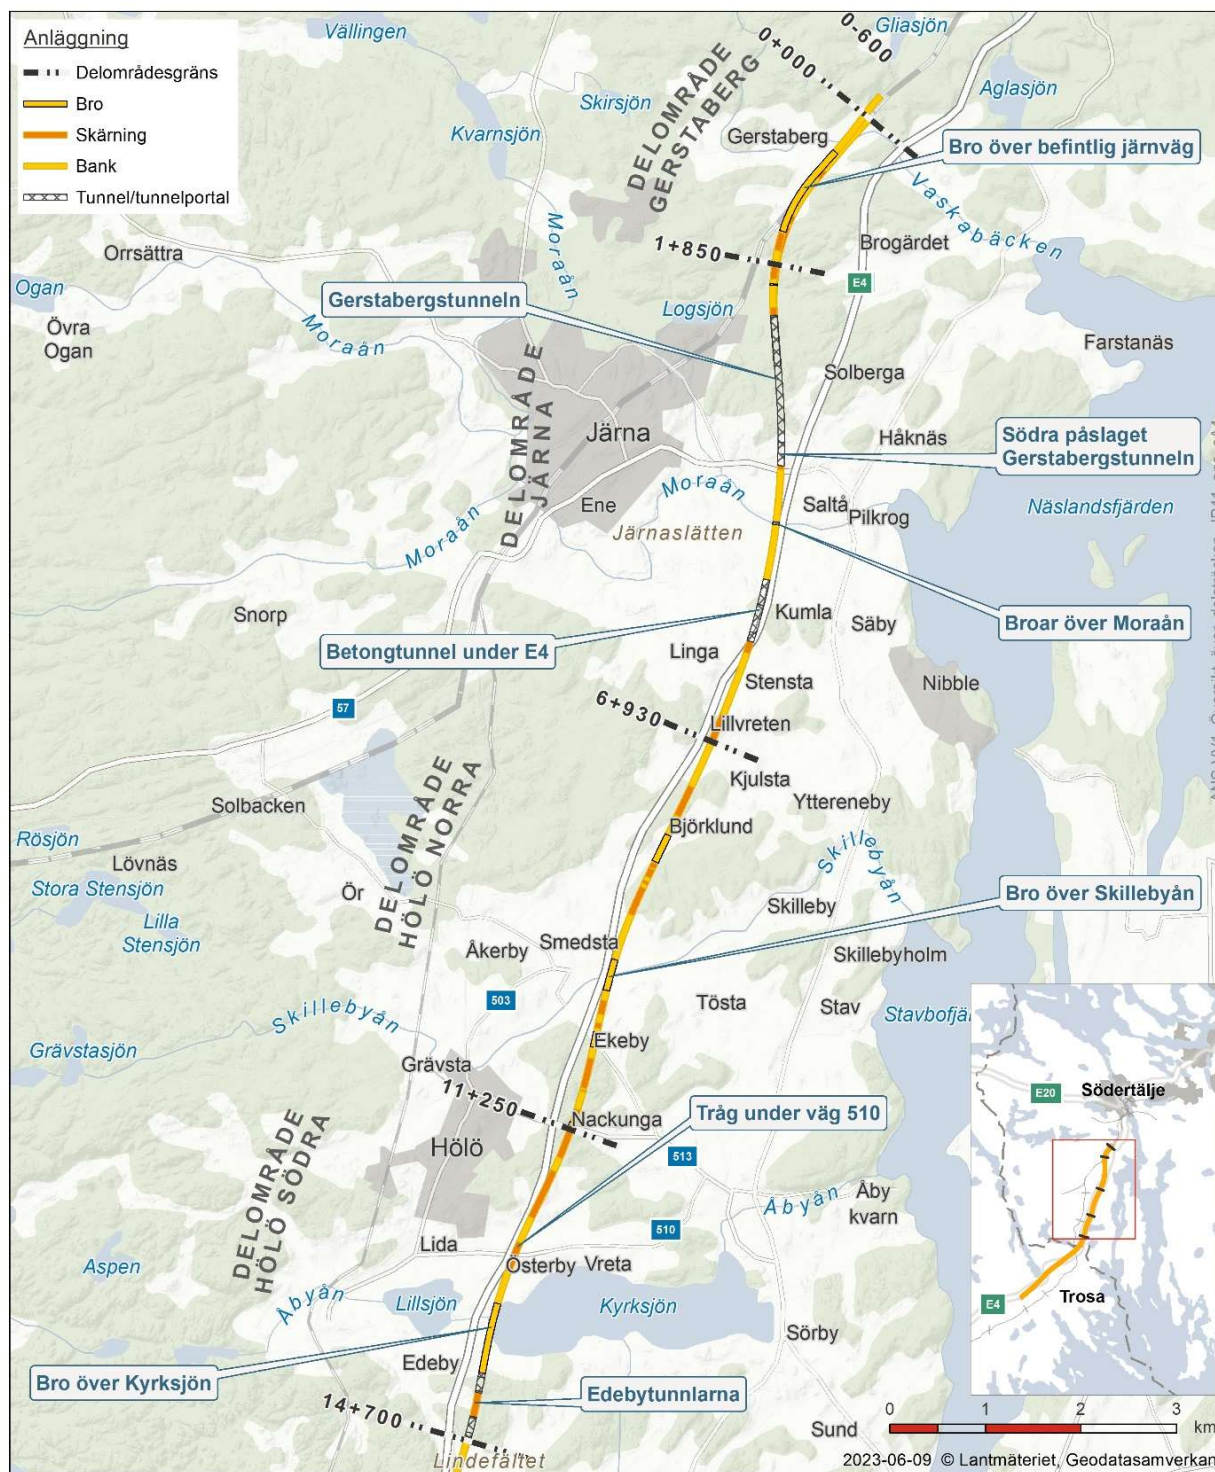 Anläggning
Delområdesgräns
Bro
Skärning
Bank
Tunnel/tunnelportal
Vällingen
Gliasjön
0-600
0+000
Aglasjön
Skirsjön
Kvarnsjön
DELOMRÅDE
GERSTABERG
Gerstaberg
Bro över befintlig järnväg
Vaskabäcken
Moraån
Orrsättra
1+850
Brogärdet
E4
Ogan
Gerstabergstunneln
Logsjön
Övra
Ogan
Moraån
Farstanäs
Solberga
DELOMRÅDE
JÄRNA
Järna
Håknäs
Södra påslaget
Gerstabergstunneln
Moraån
Ene
Saltå
Pilkrog
Näslandsfjärden
Moraån
Järnaslätten
Snorp
Kumla
Säby
Broar över Moraån
Betongtunnel under E4
Linga
Stensta
Nibble
57
6+930
Lillvreten
DELOMRÅDE
HÖLÖ NORRA
Kjulsta
Yttereneby
Solbacken
Björklund
Rösjön
Lövnäs
Skillebyån
Stora Stensjön
Ör
Bro över Skillebyån
Lilla
Stensjön
Skilleby
Smedsta
Åkerby
Skillebyholm
503
Tösta
Stav
Stavbofjä
Skillebyån
Grävstasjön
Ekeby
Grävsta
11+250
Nackunga
Tråg under väg 510
DELOMRÅDE
HÖLÖ SÖDRA
Hölö
513
Åbyån
Åby
kvarn
510
Lida
Österby
Vreta
Aspen
Åbyån
Lillsjön
Kyrksjön
Sörby
Edeby
Bro över Kyrksjön
Edebytunnlarna
14+700
Lindefältet
Sund
E20
Södertälje
E4
Trosa
0 1 2 3
km
2023-06-09 © Lantmäteriet, Geodatasamverkan